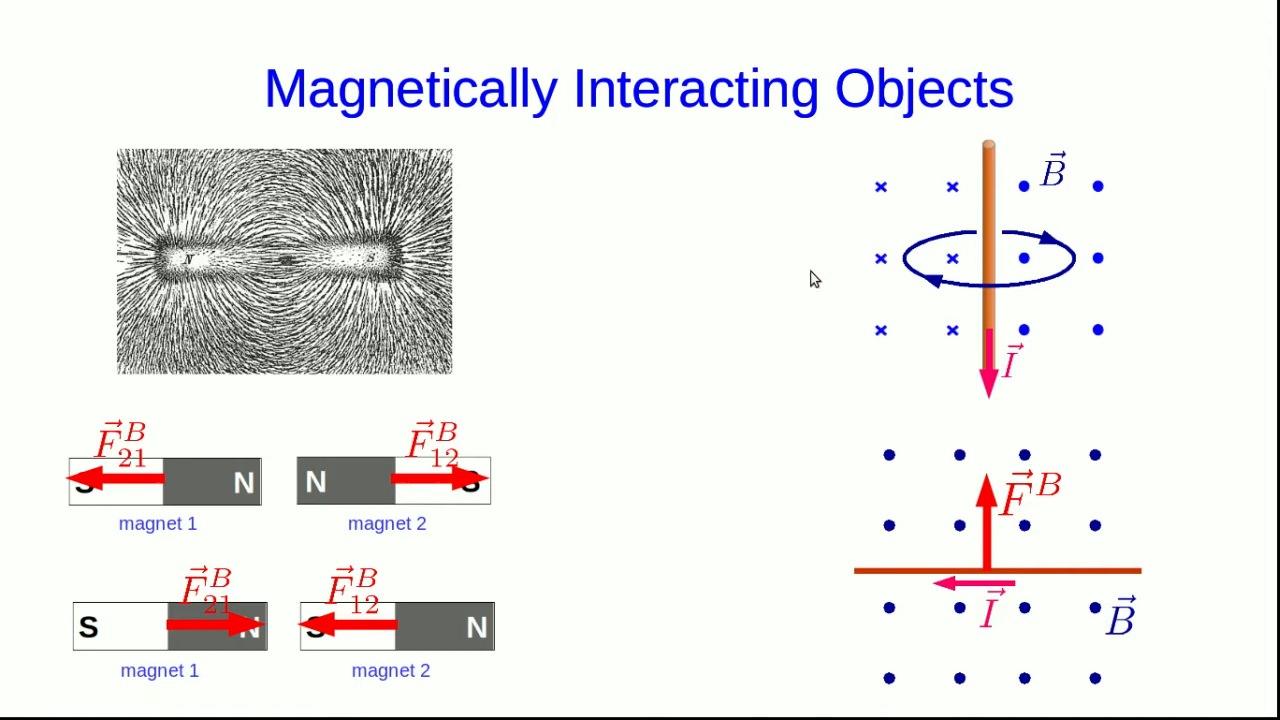 Magnetically Interacting Objects
N S
F⃗₂₁ᴮ F⃗₁₂ᴮ
S N N S
magnet 1 magnet 2
F⃗₂₁ᴮ F⃗₁₂ᴮ
S N S N
magnet 1 magnet 2
B⃗
I⃗
F⃗ᴮ
I⃗
B⃗